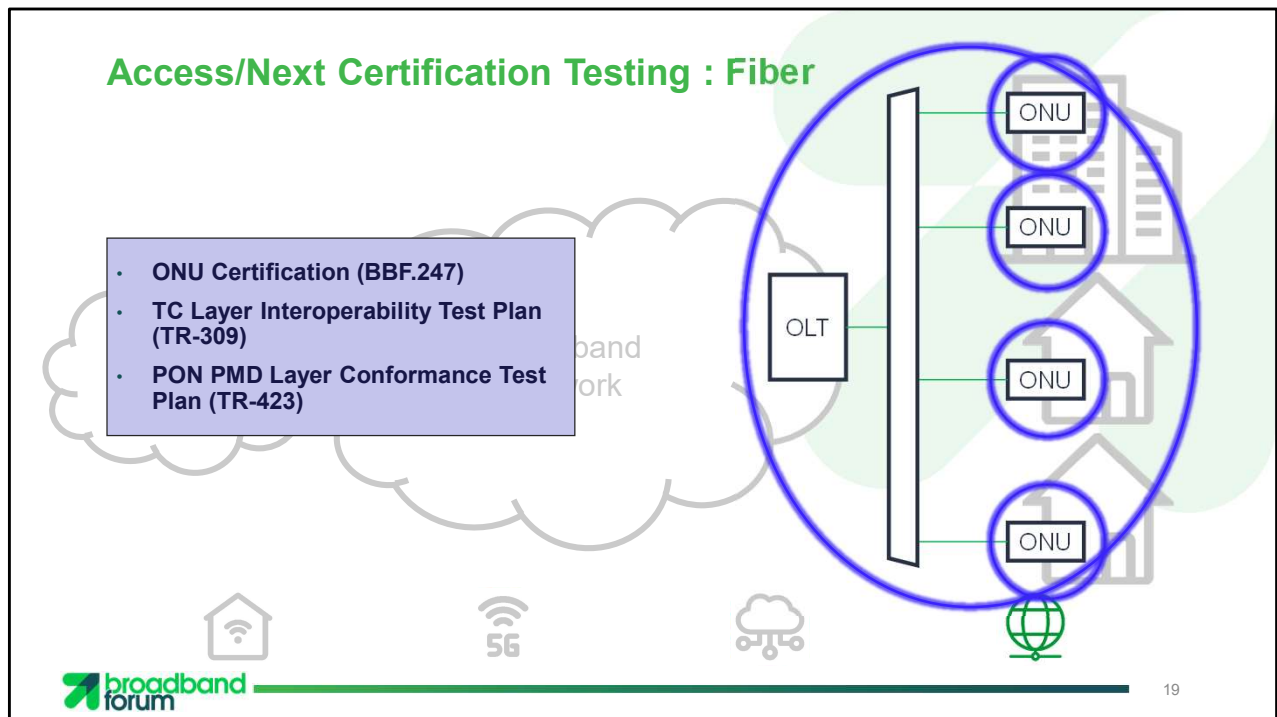 Access/Next Certification Testing : Fiber
• ONU Certification (BBF.247)
• TC Layer Interoperability Test Plan
(TR-309)
• PON PMD Layer Conformance Test
Plan (TR-423)
band
ork
OLT
ONU
ONU
ONU
ONU
5G
broadband
forum
19